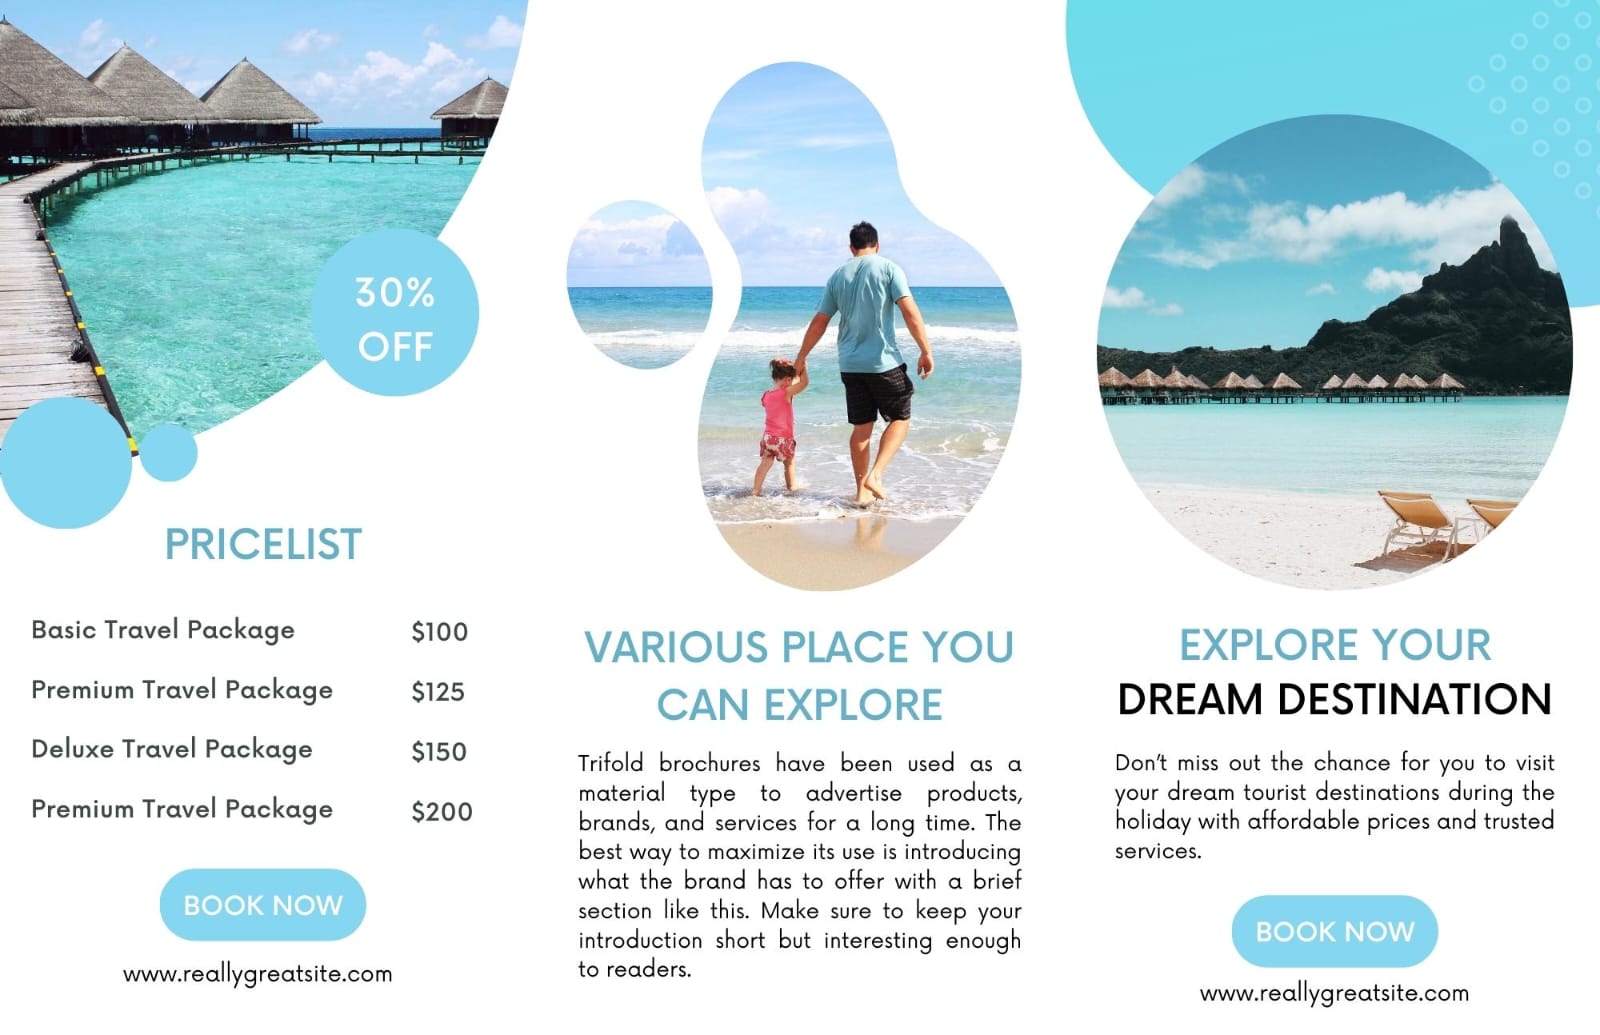 30%
OFF
PRICELIST
Basic Travel Package $100
Premium Travel Package $125
Deluxe Travel Package $150
Premium Travel Package $200
BOOK NOW
www.reallygreatsite.com
VARIOUS PLACE YOU
CAN EXPLORE
Trifold brochures have been used as a
material type to advertise products,
brands, and services for a long time. The
best way to maximize its use is introducing
what the brand has to offer with a brief
section like this. Make sure to keep your
introduction short but interesting enough
to readers.
EXPLORE YOUR
DREAM DESTINATION
Don't miss out the chance for you to visit
your dream tourist destinations during the
holiday with affordable prices and trusted
services.
BOOK NOW
www.reallygreatsite.com